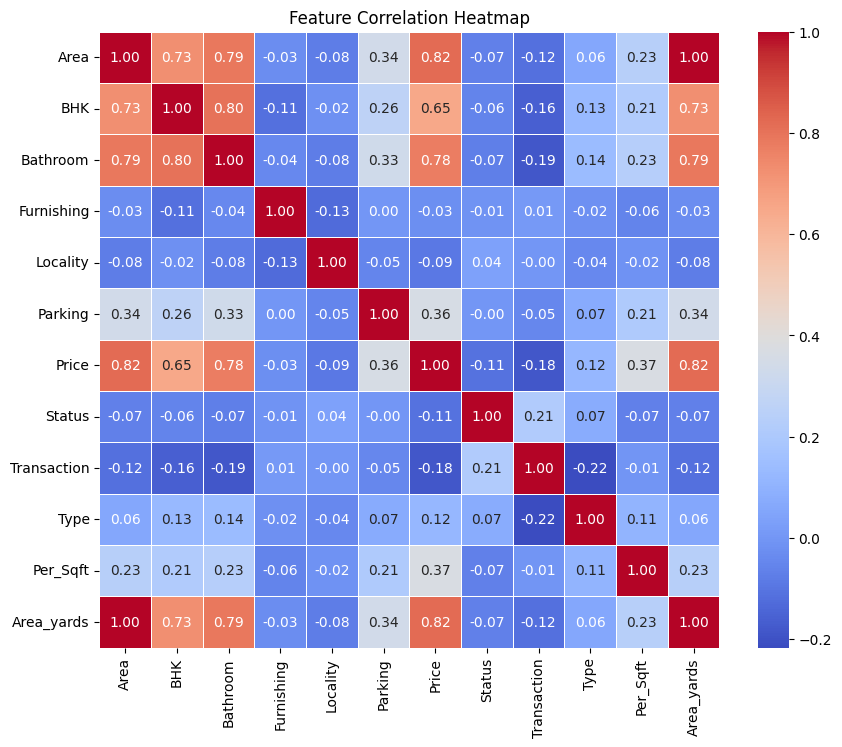 Feature Correlation Heatmap
Area 1.00 0.73 0.79 -0.03 -0.08 0.34 0.82 -0.07 -0.12 0.06 0.23 1.00
BHK 0.73 1.00 0.80 -0.11 -0.02 0.26 0.65 -0.06 -0.16 0.13 0.21 0.73
Bathroom 0.79 0.80 1.00 -0.04 -0.08 0.33 0.78 -0.07 -0.19 0.14 0.23 0.79
Furnishing -0.03 -0.11 -0.04 1.00 -0.13 0.00 -0.03 -0.01 0.01 -0.02 -0.06 -0.03
Locality -0.08 -0.02 -0.08 -0.13 1.00 -0.05 -0.09 0.04 -0.00 -0.04 -0.02 -0.08
Parking 0.34 0.26 0.33 0.00 -0.05 1.00 0.36 -0.00 -0.05 0.07 0.21 0.34
Price 0.82 0.65 0.78 -0.03 -0.09 0.36 1.00 -0.11 -0.18 0.12 0.37 0.82
Status -0.07 -0.06 -0.07 -0.01 0.04 -0.00 -0.11 1.00 0.21 0.07 -0.07 -0.07
Transaction -0.12 -0.16 -0.19 0.01 -0.00 -0.05 -0.18 0.21 1.00 -0.22 -0.01 -0.12
Type 0.06 0.13 0.14 -0.02 -0.04 0.07 0.12 0.07 -0.22 1.00 0.11 0.06
Per_Sqft 0.23 0.21 0.23 -0.06 -0.02 0.21 0.37 -0.07 -0.01 0.11 1.00 0.23
Area_yards 1.00 0.73 0.79 -0.03 -0.08 0.34 0.82 -0.07 -0.12 0.06 0.23 1.00
Area
BHK
Bathroom
Furnishing
Locality
Parking
Price
Status
Transaction
Type
Per_Sqft
Area_yards
1.0
0.8
0.6
0.4
0.2
0.0
−0.2